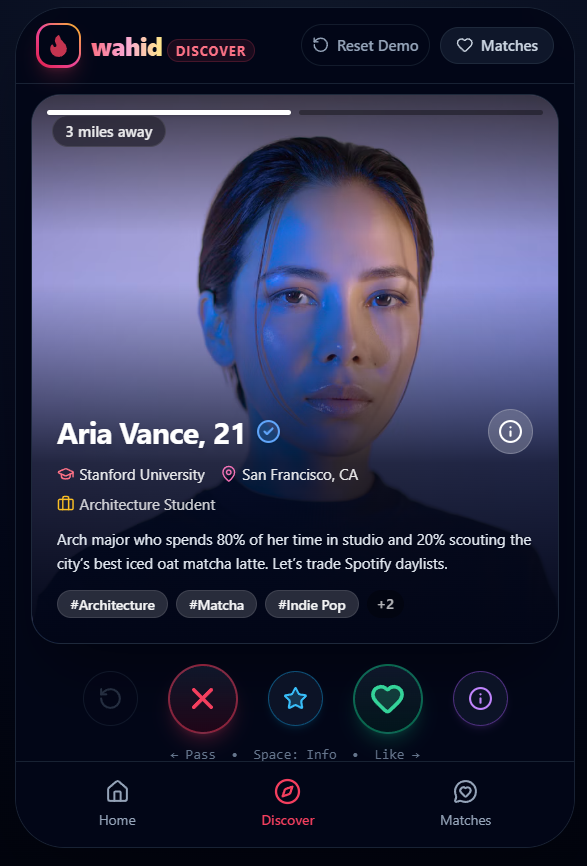 wahid DISCOVER
Reset Demo
Matches
3 miles away
Aria Vance, 21
Stanford University
San Francisco, CA
Architecture Student
Arch major who spends 80% of her time in studio and 20% scouting the
city’s best iced oat matcha latte. Let’s trade Spotify daylists.
#Architecture #Matcha #Indie Pop +2
← Pass • Space: Info • Like →
Home
Discover
Matches